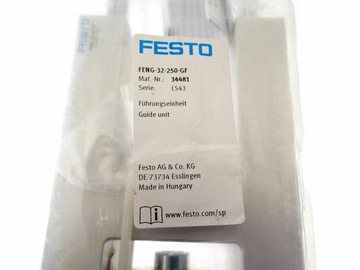 FESTO
FENG-32-250-GF
Mat. Nr.: 34481
Serie: L543
Führungseinheit
Guide unit
Festo AG & Co. KG
DE-73734 Esslingen
Made in Hungary
www.festo.com/sp